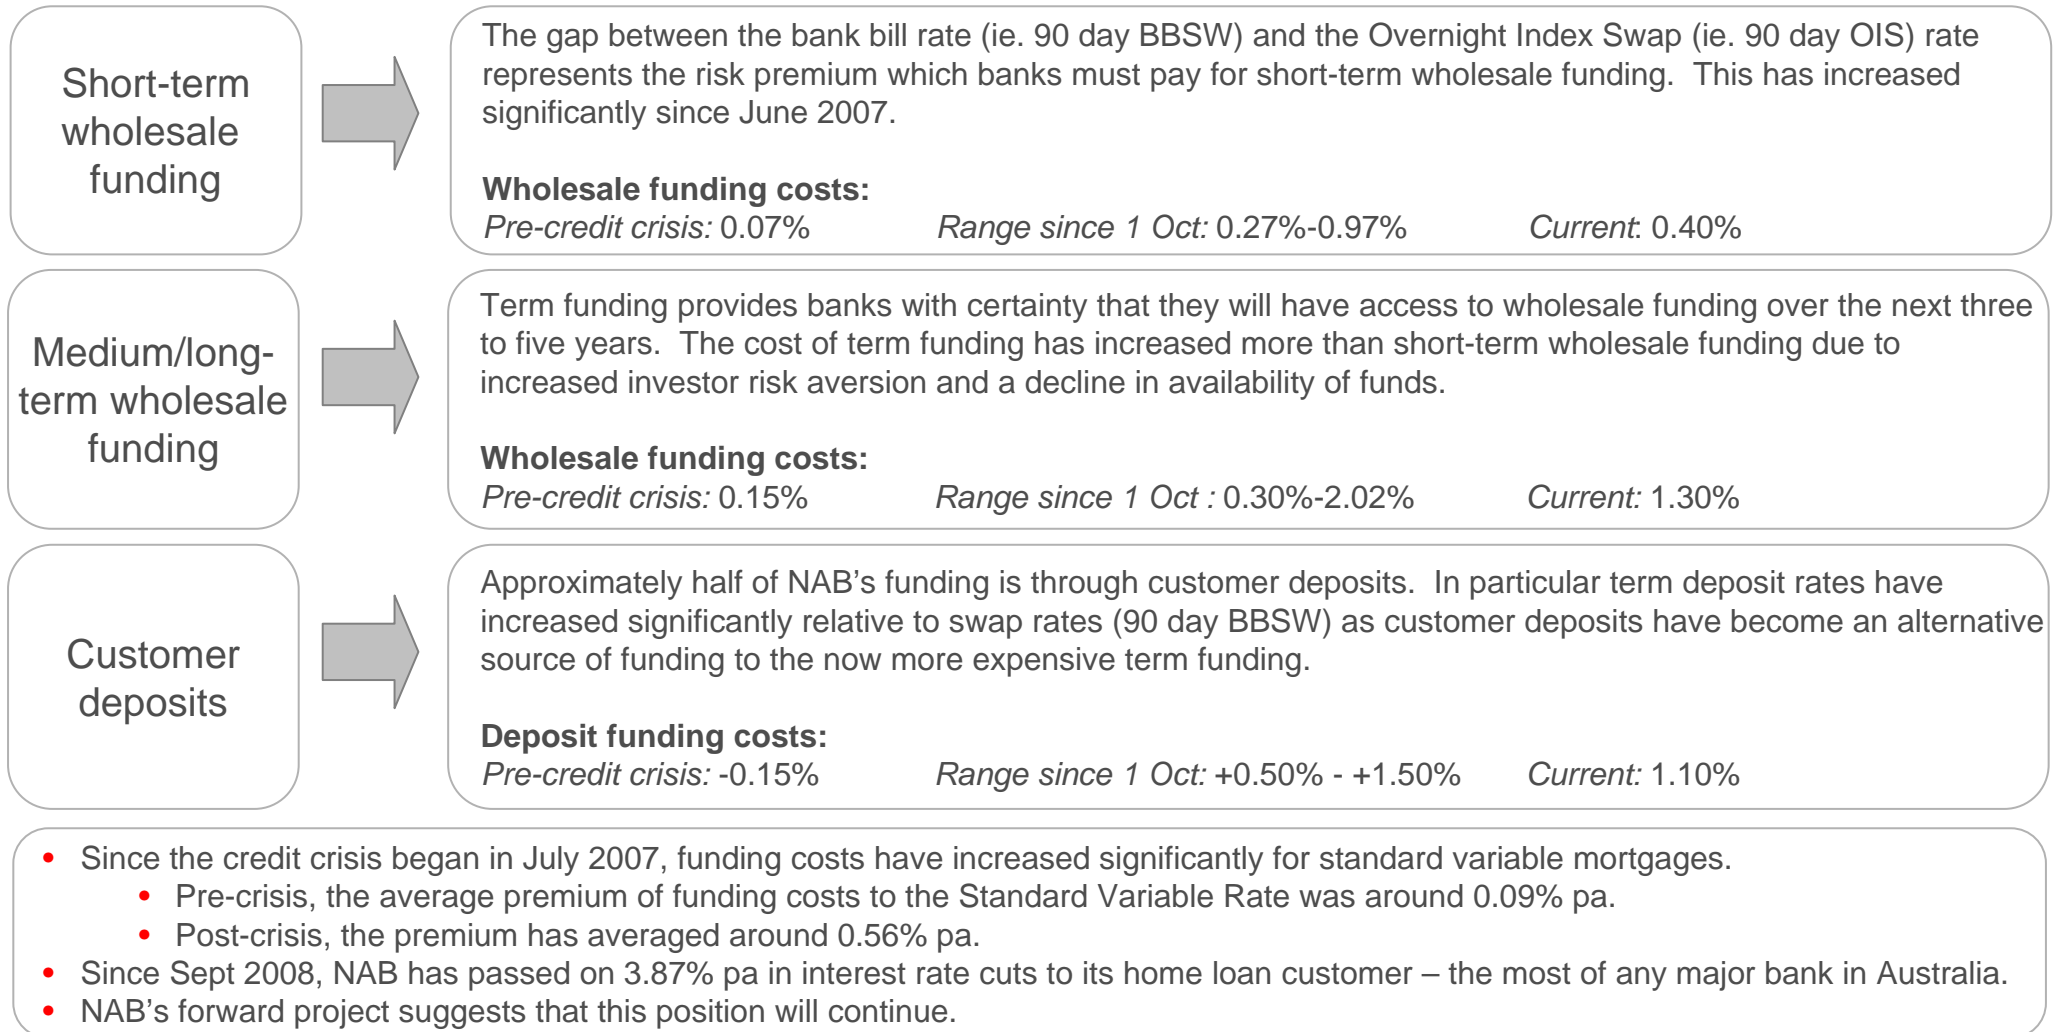 Short-term
wholesale
funding
The gap between the bank bill rate (ie. 90 day BBSW) and the Overnight Index Swap (ie. 90 day OIS) rate
represents the risk premium which banks must pay for short-term wholesale funding. This has increased
significantly since June 2007.
Wholesale funding costs:
Pre-credit crisis: 0.07% Range since 1 Oct: 0.27%-0.97% Current: 0.40%
Medium/long-
term wholesale
funding
Term funding provides banks with certainty that they will have access to wholesale funding over the next three
to five years. The cost of term funding has increased more than short-term wholesale funding due to
increased investor risk aversion and a decline in availability of funds.
Wholesale funding costs:
Pre-credit crisis: 0.15% Range since 1 Oct : 0.30%-2.02% Current: 1.30%
Customer
deposits
Approximately half of NAB's funding is through customer deposits. In particular term deposit rates have
increased significantly relative to swap rates (90 day BBSW) as customer deposits have become an alternative
source of funding to the now more expensive term funding.
Deposit funding costs:
Pre-credit crisis: -0.15% Range since 1 Oct: +0.50% - +1.50% Current: 1.10%
• Since the credit crisis began in July 2007, funding costs have increased significantly for standard variable mortgages.
• Pre-crisis, the average premium of funding costs to the Standard Variable Rate was around 0.09% pa.
• Post-crisis, the premium has averaged around 0.56% pa.
• Since Sept 2008, NAB has passed on 3.87% pa in interest rate cuts to its home loan customer – the most of any major bank in Australia.
• NAB's forward project suggests that this position will continue.